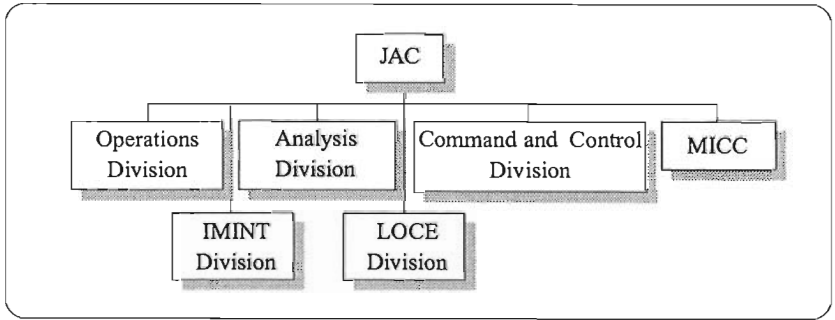 JAC
Operations
Division
Analysis
Division
Command and Control
Division
MICC
IMINT
Division
LOCE
Division